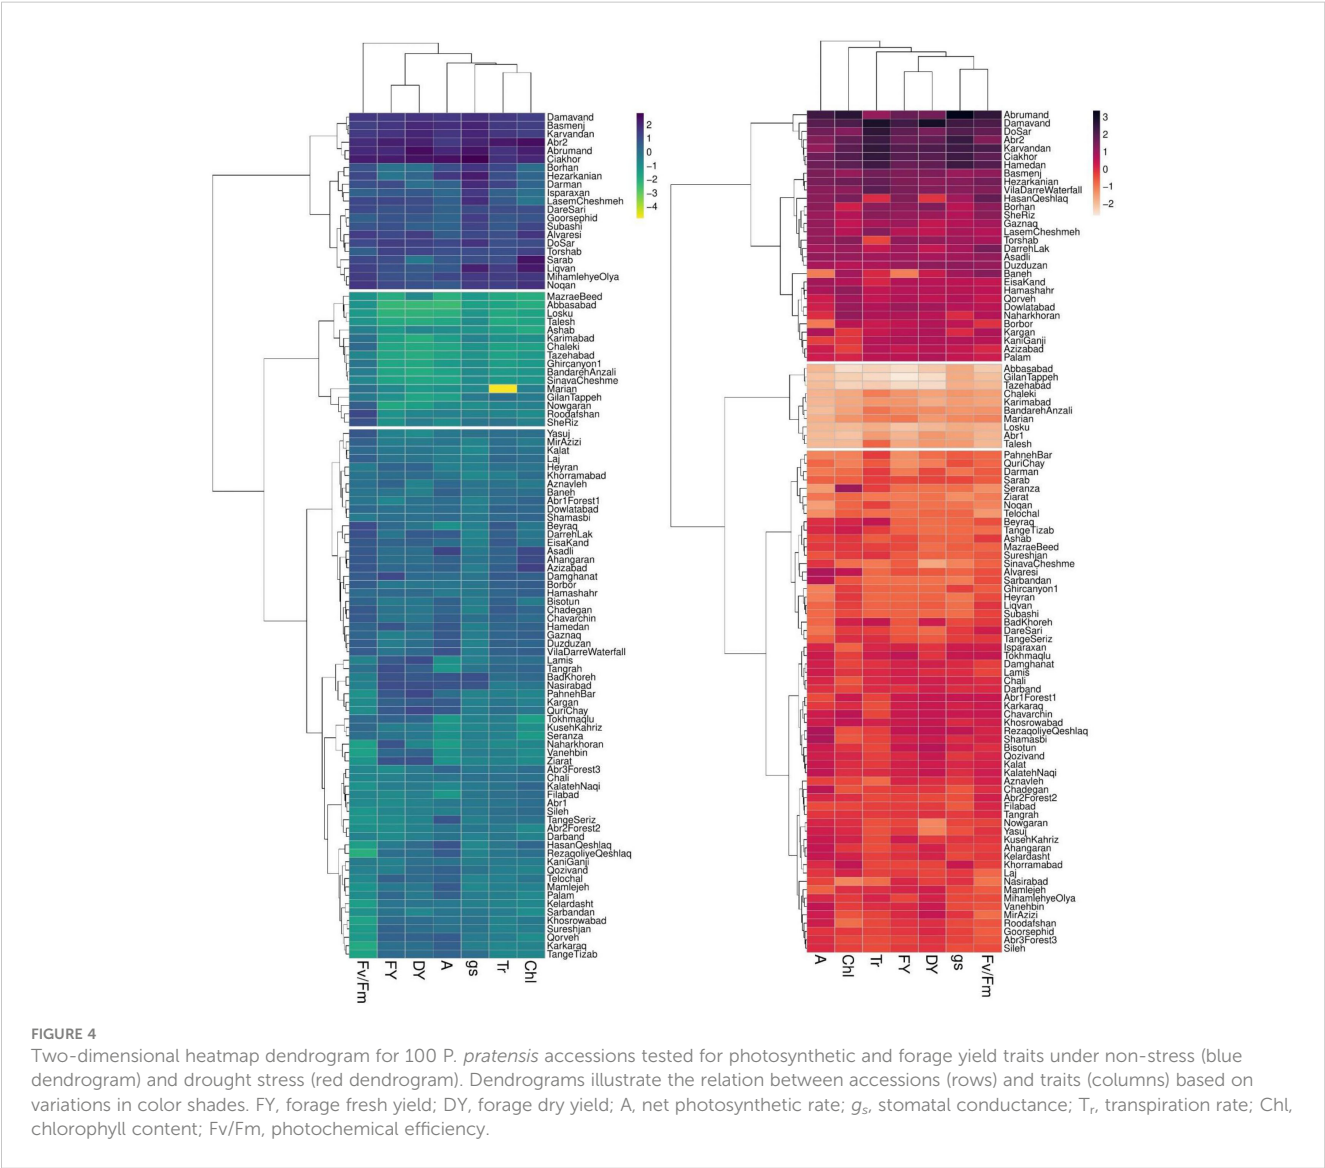 Damavand
Basmenj
Karvandan
Abr2
Abrumand
Ciakhor
Borhan
Hezarkanian
Darman
Isparaxan
LasemCheshmeh
DareSari
Goorsephid
Subashi
Alvaresi
DoSar
Torshab
Sarab
Liqvan
MihamlehyeOlya
Noqan
MazraeBeed
Abbasabad
Losku
Talesh
Ashab
Karimabad
Chaleki
Tazehabad
Ghircanyon1
BandarehAnzali
SinavaCheshme
Marian
GilanTappeh
Nowgaran
Roodafshan
SheRiz
Yasuj
MirAzizi
Kalat
Laj
Heyran
Khorramabad
Aznavleh
Baneh
Abr1Forest1
Dowlatabad
Shamasbi
Beyraq
DarrehLak
EisaKand
Asadli
Ahangaran
Azizabad
Damghanat
Borbor
Hamashahr
Bisotun
Chadegan
Chavarchin
Hamedan
Gaznaq
Duzduzan
VilaDarreWaterfall
Lamis
Tangrah
BadKhoreh
Nasirabad
PahnehBar
Kargan
QuriChay
Tokhmaqlu
KusehKahriz
Seranza
Naharkhoran
Vanehbin
Ziarat
Abr3Forest3
Chali
KalatehNaqi
Filabad
Abr1
Sileh
TangeSeriz
Abr2Forest2
Darband
HasanQeshlaq
RezaqoliyeQeshlaq
KaniGanji
Qozivand
Telochal
Mamlejeh
Palam
Kelardasht
Sarbandan
Khosrowabad
Sureshjan
Qorveh
Karkaraq
TangeTizab
Fv/Fm
FY
DY
A
gs
Tr
Chl
2
1
0
−1
−2
−3
−4
Abrumand
Damavand
DoSar
Abr2
Karvandan
Ciakhor
Hamedan
Basmenj
Hezarkanian
VilaDarreWaterfall
HasanQeshlaq
Borhan
SheRiz
Gaznaq
LasemCheshmeh
Torshab
DarrehLak
Asadli
Duzduzan
Baneh
EisaKand
Hamashahr
Qorveh
Dowlatabad
Naharkhoran
Borbor
Kargan
KaniGanji
Azizabad
Palam
Abbasabad
GilanTappeh
Tazehabad
Chaleki
Karimabad
BandarehAnzali
Marian
Losku
Abr1
Talesh
PahnehBar
QuriChay
Darman
Sarab
Seranza
Ziarat
Noqan
Telochal
Beyraq
TangeTizab
Ashab
MazraeBeed
Sureshjan
SinavaCheshme
Alvaresi
Sarbandan
Ghircanyon1
Heyran
Liqvan
Subashi
BadKhoreh
DareSari
TangeSeriz
Isparaxan
Tokhmaqlu
Damghanat
Lamis
Chali
Darband
Abr1Forest1
Karkaraq
Chavarchin
Khosrowabad
RezaqoliyeQeshlaq
Shamasbi
Bisotun
Qozivand
Kalat
KalatehNaqi
Aznavleh
Chadegan
Abr2Forest2
Filabad
Tangrah
Nowgaran
Yasuj
KusehKahriz
Ahangaran
Kelardasht
Khorramabad
Laj
Nasirabad
Mamlejeh
MihamlehyeOlya
Vanehbin
MirAzizi
Roodafshan
Goorsephid
Abr3Forest3
Sileh
A
Chl
Tr
FY
DY
gs
Fv/Fm
3
2
1
0
−1
−2
FIGURE 4
Two-dimensional heatmap dendrogram for 100 P. pratensis accessions tested for photosynthetic and forage yield traits under non-stress (blue
dendrogram) and drought stress (red dendrogram). Dendrograms illustrate the relation between accessions (rows) and traits (columns) based on
variations in color shades. FY, forage fresh yield; DY, forage dry yield; A, net photosynthetic rate; gs, stomatal conductance; Tr, transpiration rate; Chl,
chlorophyll content; Fv/Fm, photochemical efficiency.